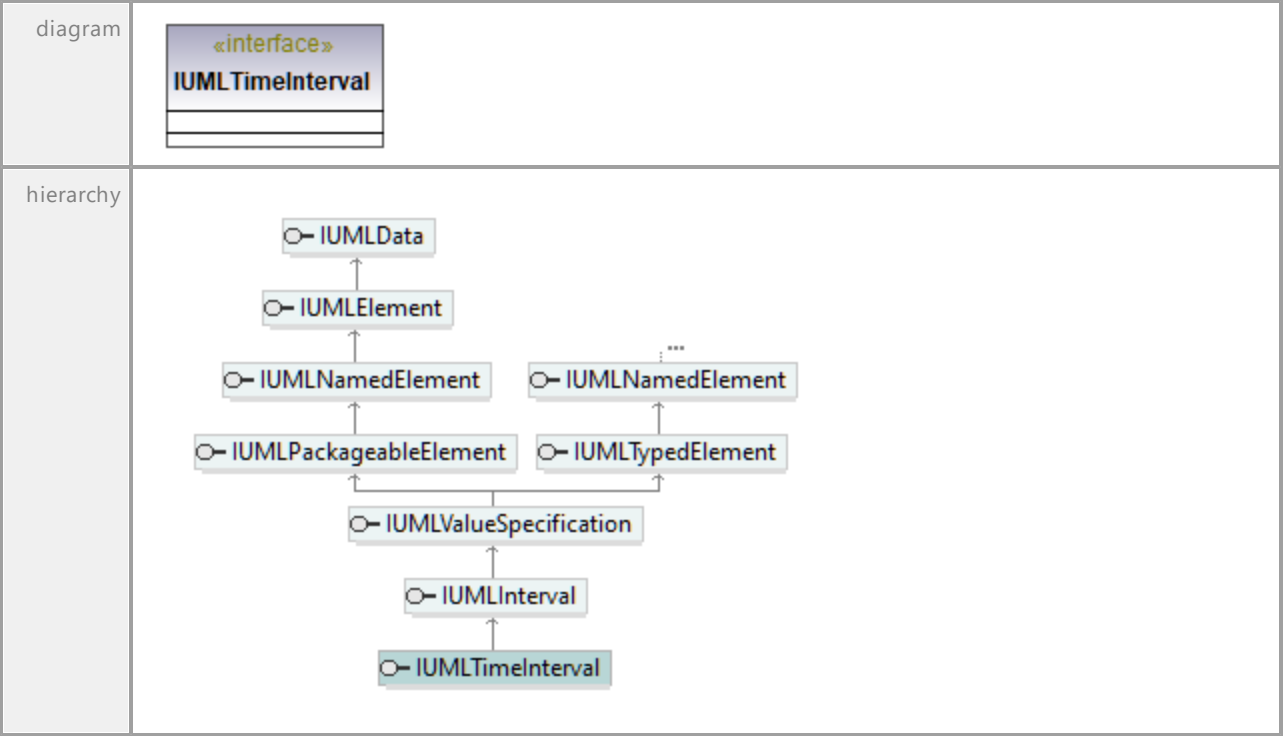 diagram
«interface»
IUMLTimeInterval
hierarchy
IUMLData
IUMLElement
...
IUMLNamedElement IUMLNamedElement
IUMLPackageableElement IUMLTypedElement
IUMLValueSpecification
IUMLInterval
IUMLTimeInterval